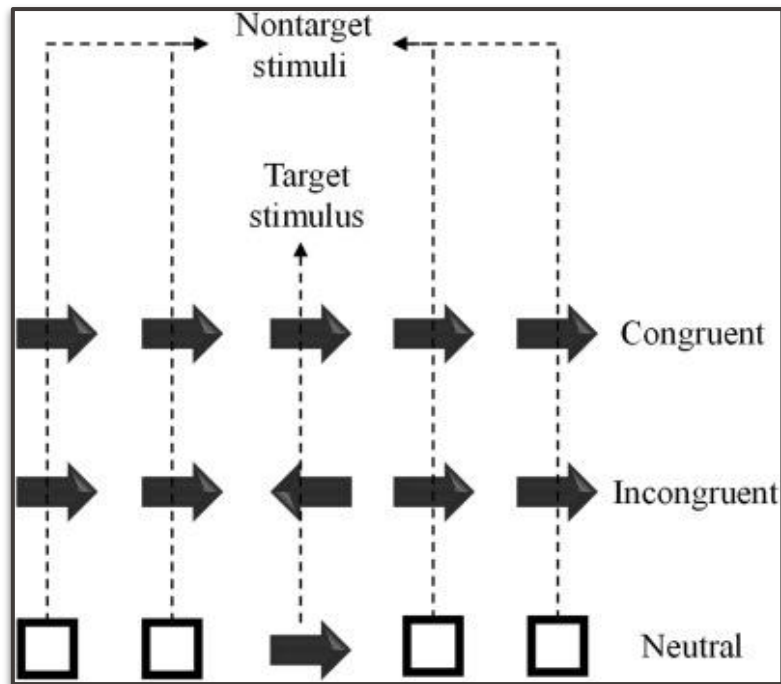 Nontarget
stimuli
Target
stimulus
Congruent
Incongruent
Neutral